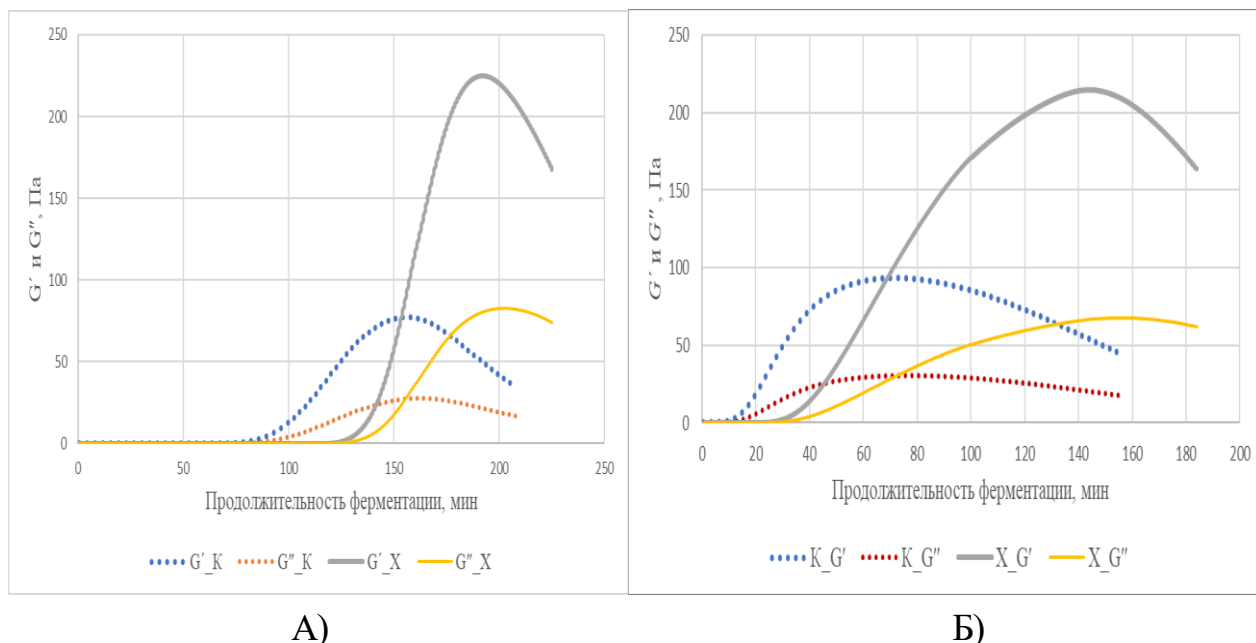 G´ и G″, Па
250
200
150
100
50
0
0 50 100 150 200 250
Продолжительность ферментации, мин
G´_К G″_К G´_Х G″_Х
А)
G´ и G″ , Па
250
200
150
100
50
0
0 20 40 60 80 100 120 140 160 180 200
Продолжительность ферментации, мин
К_G′ К_G″ Х_G′ Х_G″
Б)